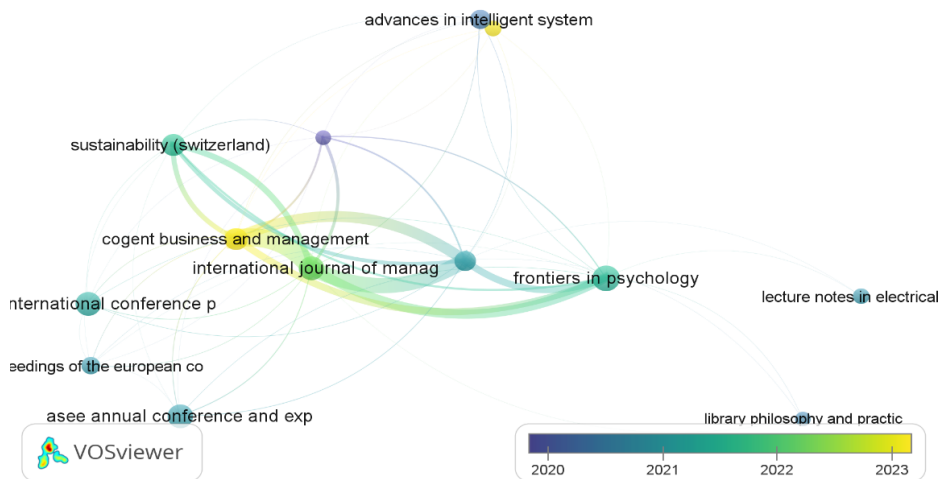 advances in intelligent system
sustainability (switzerland)
cogent business and management
international journal of manag
frontiers in psychology
lecture notes in electrical
nternational conference p
eedings of the european co
asee annual conference and exp
library philosophy and practic
VOSviewer
2020 2021 2022 2023